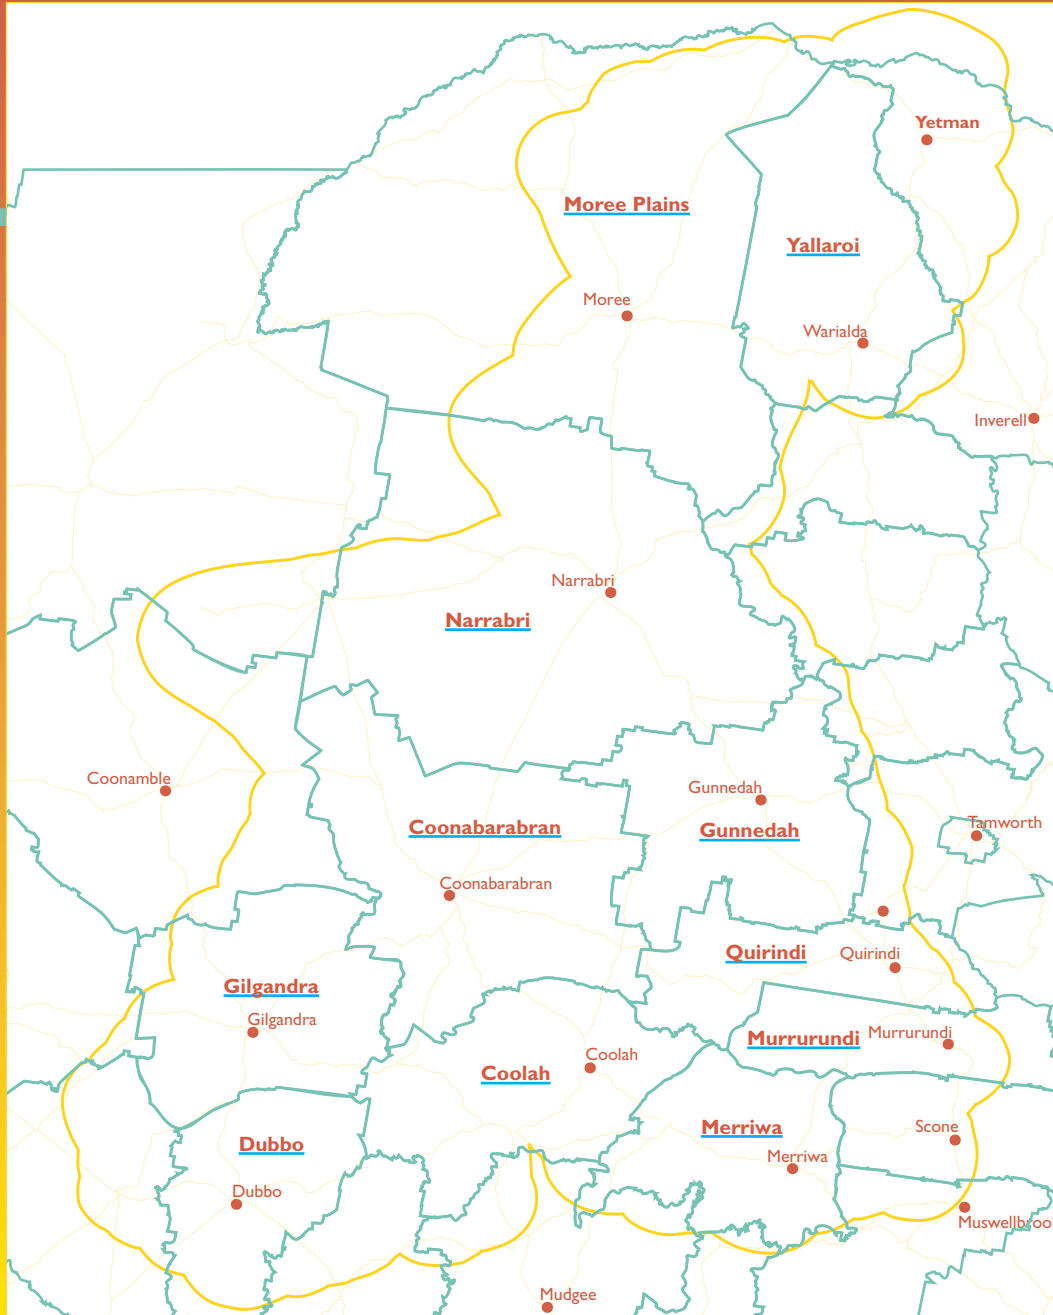 Yetman
Moree Plains
Yallaroi
Moree
Warialda
Inverell
Narrabri
Narrabri
Coonamble
Gunnedah
Gunnedah
Tamworth
Coonabarabran
Coonabarabran
Quirindi
Quirindi
Gilgandra
Gilgandra
Murrurundi
Murrurundi
Coolah
Coolah
Merriwa
Merriwa
Scone
Dubbo
Dubbo
Muswellbroo
Mudgee